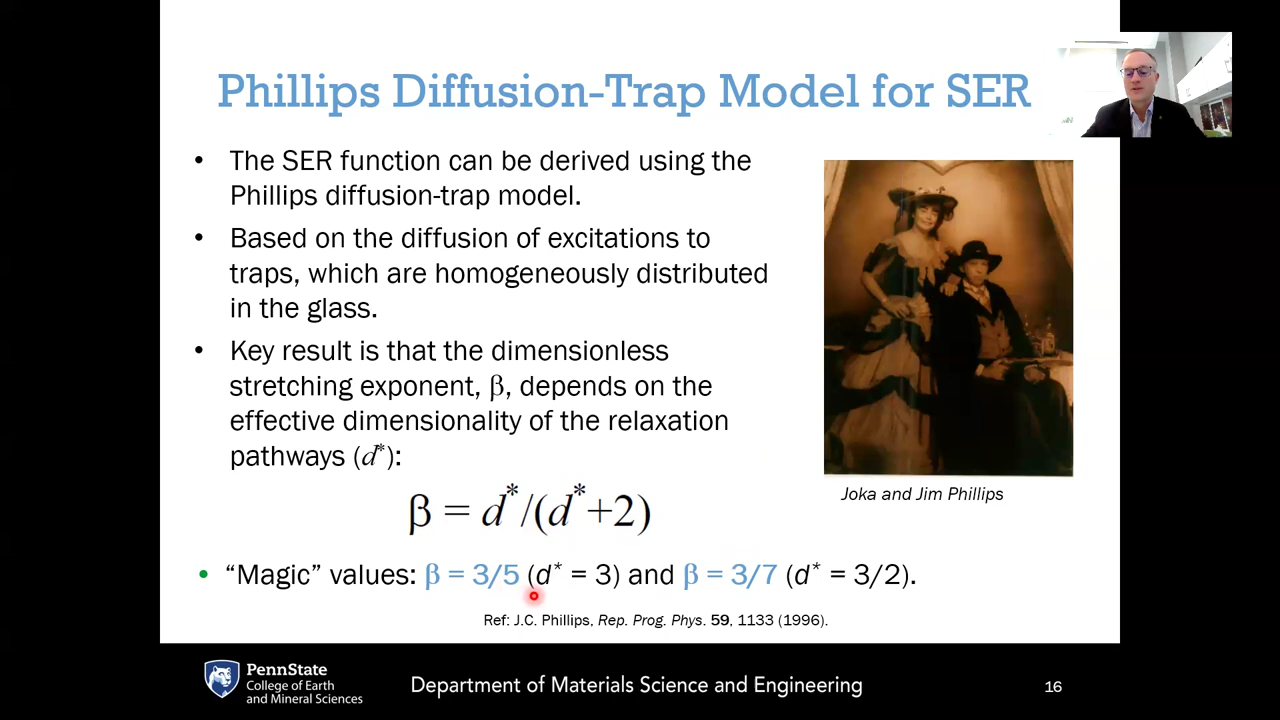 Phillips Diffusion-Trap Model for SER
• The SER function can be derived using the
Phillips diffusion-trap model.
• Based on the diffusion of excitations to
traps, which are homogeneously distributed
in the glass.
• Key result is that the dimensionless
stretching exponent, β, depends on the
effective dimensionality of the relaxation
pathways (d*):
β = d*/(d*+2)
• “Magic” values: β = 3/5 (d* = 3) and β = 3/7 (d* = 3/2).
Joka and Jim Phillips
Ref: J.C. Phillips, Rep. Prog. Phys. 59, 1133 (1996).
PennState
College of Earth
and Mineral Sciences
Department of Materials Science and Engineering
16